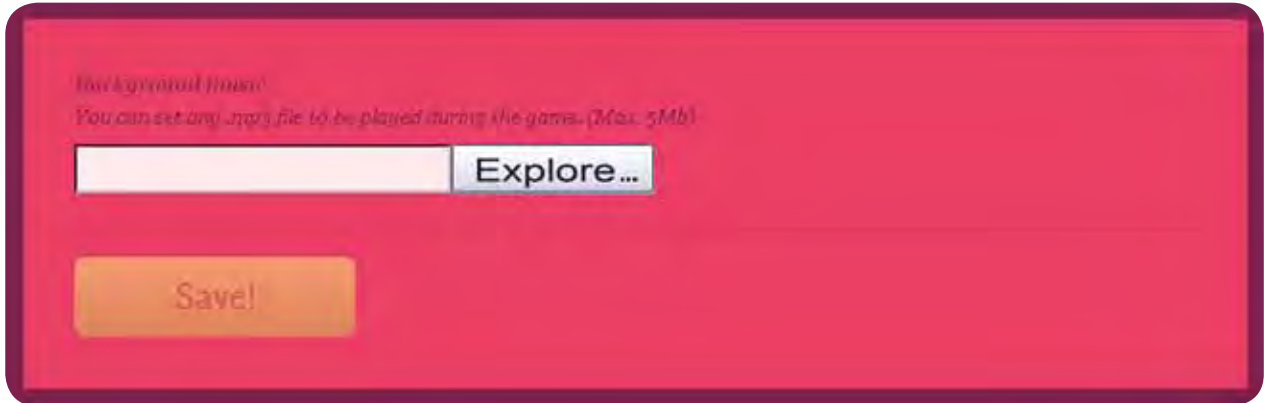 Background music
You can set any .mp3 file to be played during the game. (Max. 5Mb)
Explore...
Save!